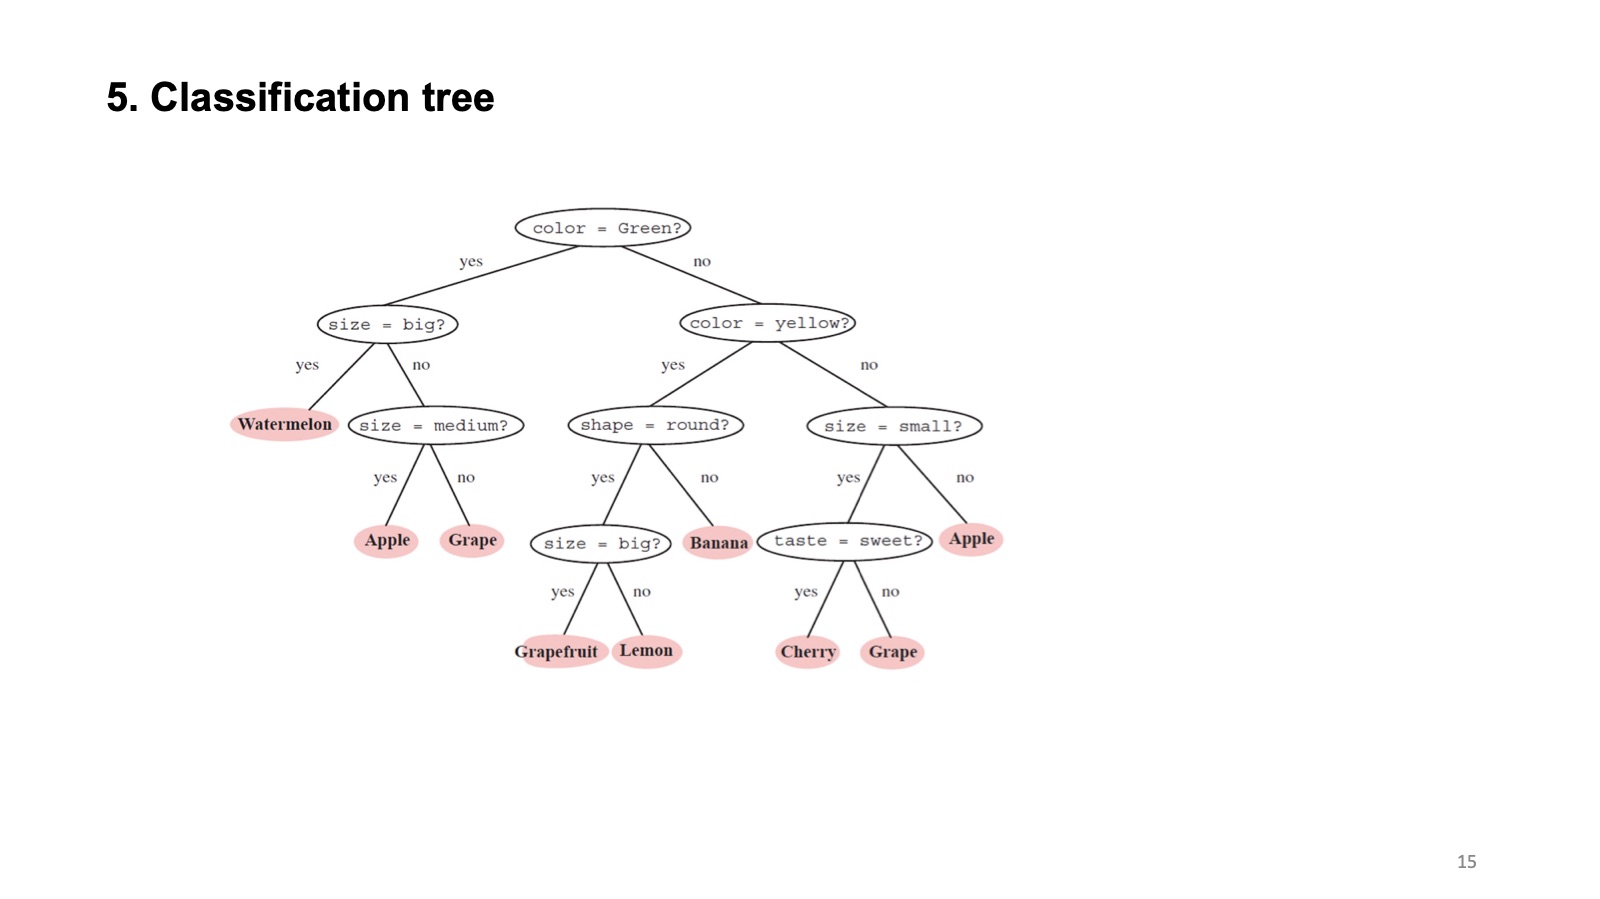 5. Classification tree
color = Green?
yes
no
size = big?
color = yellow?
yes
no
yes
no
Watermelon
size = medium?
shape = round?
size = small?
yes
no
yes
no
yes
no
Apple
Grape
size = big?
Banana
taste = sweet?
Apple
yes
no
yes
no
Grapefruit
Lemon
Cherry
Grape
15